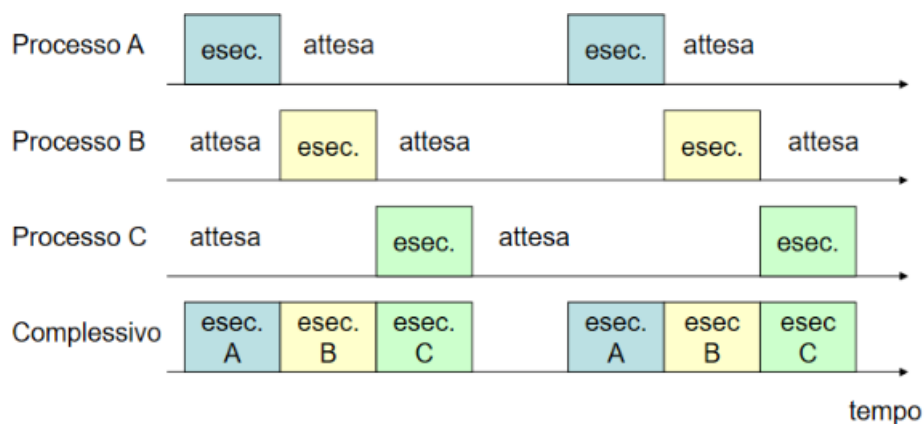 Processo A esec. attesa esec. attesa
Processo B attesa esec. attesa esec. attesa
Processo C attesa esec. attesa esec.
Complessivo esec. esec. esec. esec. esec esec
A B C A B C
tempo